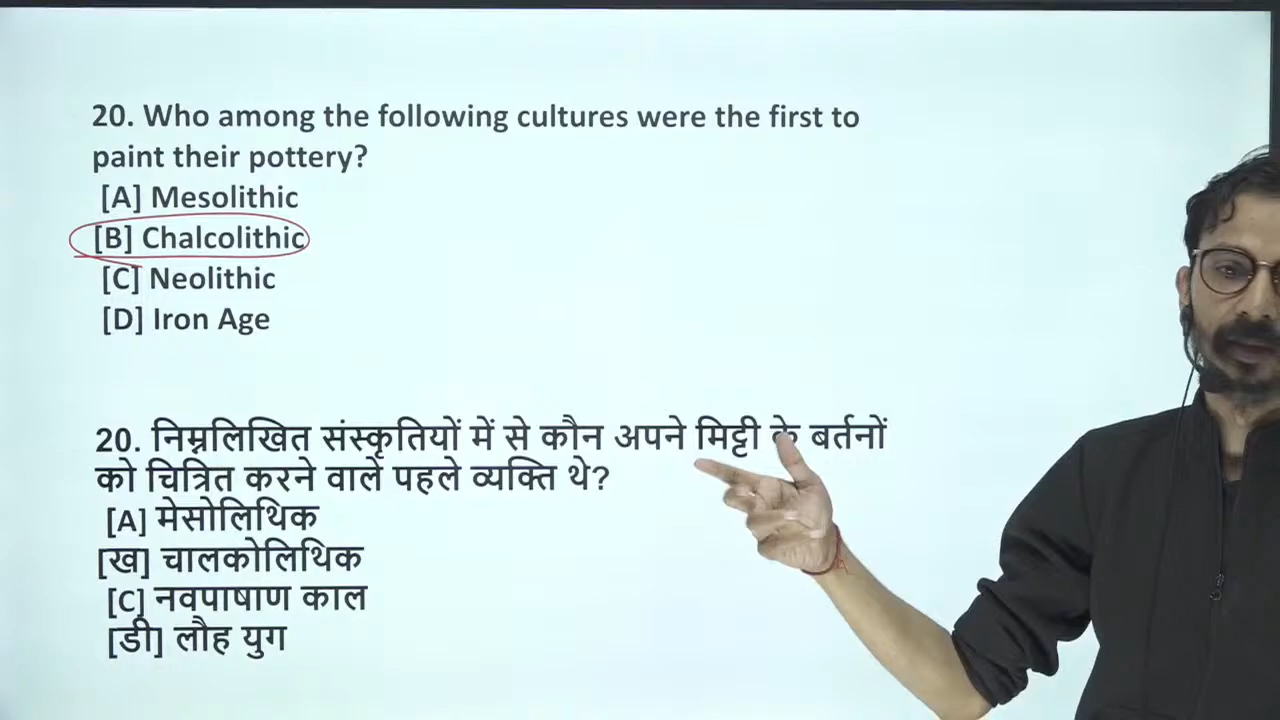 20. Who among the following cultures were the first to
paint their pottery?
[A] Mesolithic
[B] Chalcolithic
[C] Neolithic
[D] Iron Age
20. निम्नलिखित संस्कृतियों में से कौन अपने मिट्टी के बर्तनों
को चित्रित करने वाले पहले व्यक्ति थे?
[A] मेसोलिथिक
[ख] चालकोलिथिक
[C] नवपाषाण काल
[डी] लौह युग